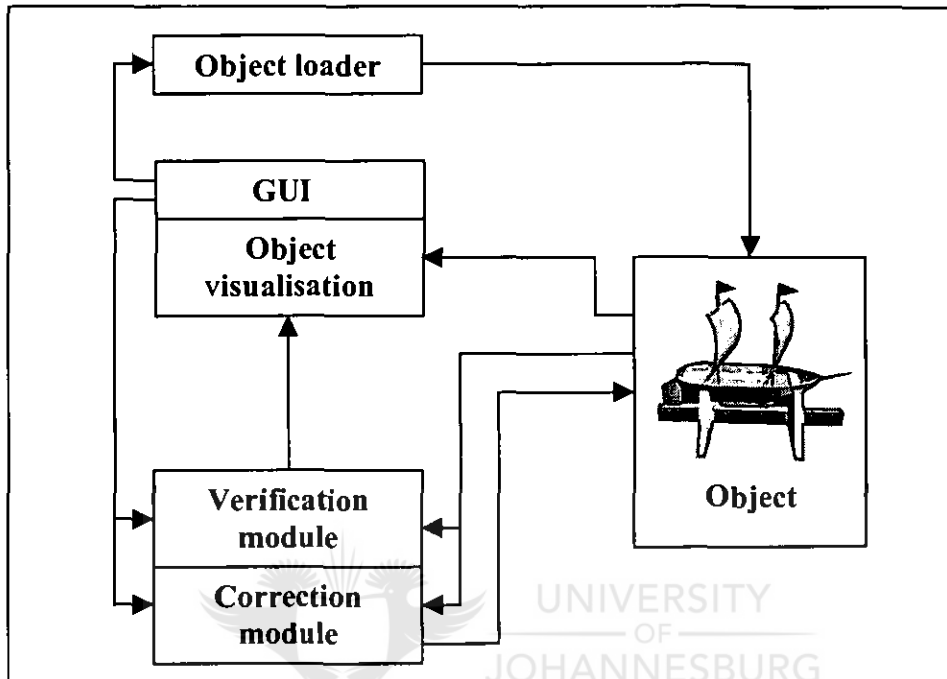 Object loader
GUI
Object
visualisation
Verification
module
Correction
module
Object
UNIVERSITY
OF
JOHANNESBURG